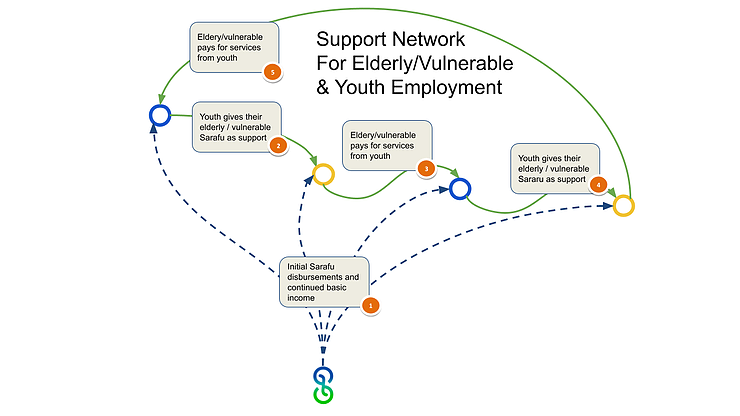 Support Network
For Elderly/Vulnerable
& Youth Employment
Eldery/vulnerable
pays for services
from youth
5
Youth gives their
elderly / vulnerable
Sarafu as support
2
Eldery/vulnerable
pays for services
from youth
3
Youth gives their
elderly / vulnerable
Sararu as support
4
Initial Sarafu
disbursements and
continued basic
income
1